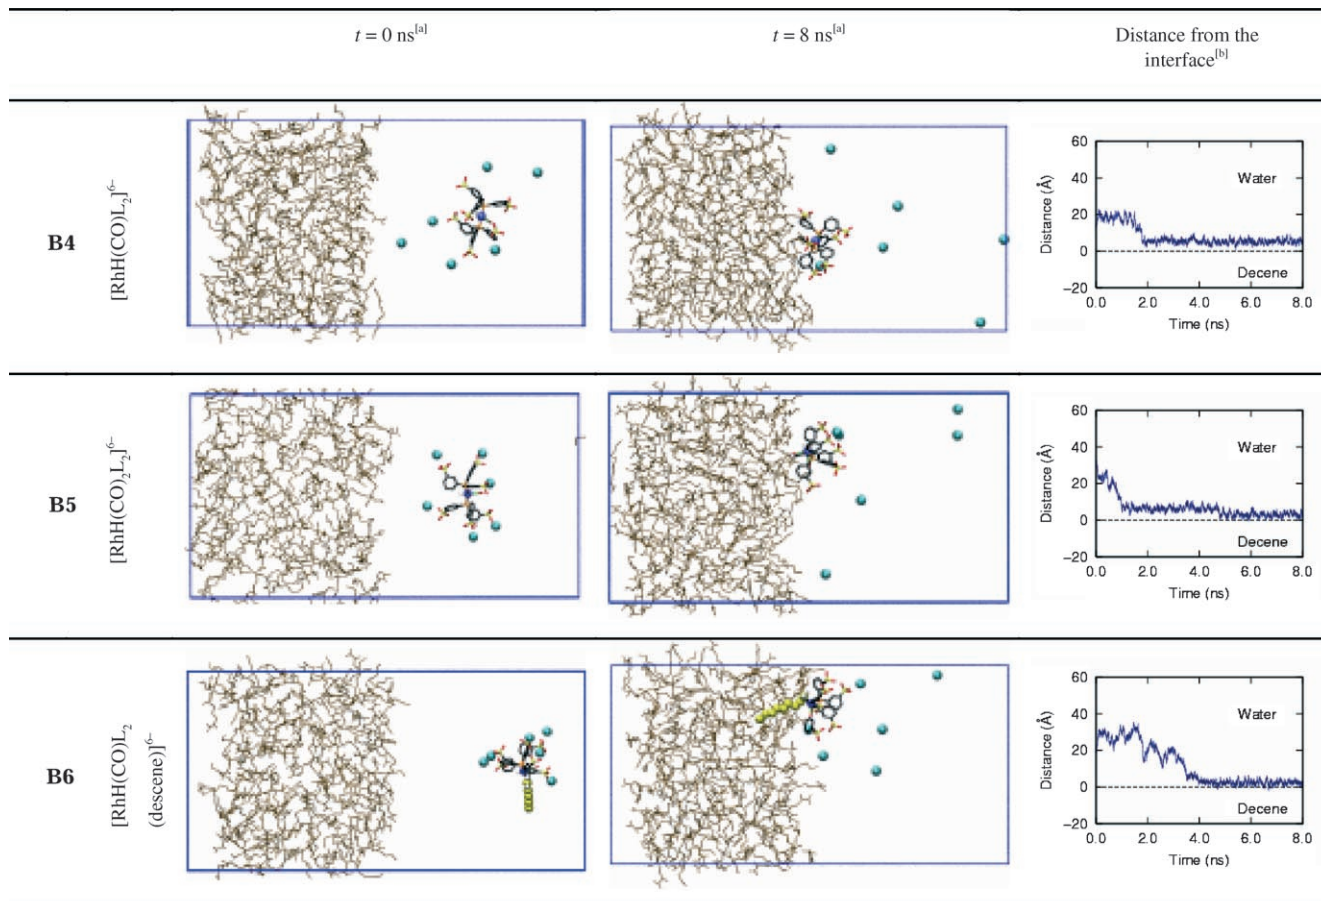 t = 0 ns[a]
t = 8 ns[a]
Distance from the
interface[b]
B4
[RhH(CO)L2]6–
60
40
20
0
−20
Distance (Å)
Water
Decene
0.0 2.0 4.0 6.0 8.0
Time (ns)
B5
[RhH(CO)2L2]6–
60
40
20
0
−20
Distance (Å)
Water
Decene
0.0 2.0 4.0 6.0 8.0
Time (ns)
B6
[RhH(CO)L2
(descene)]6–
60
40
20
0
−20
Distance (Å)
Water
Decene
0.0 2.0 4.0 6.0 8.0
Time (ns)